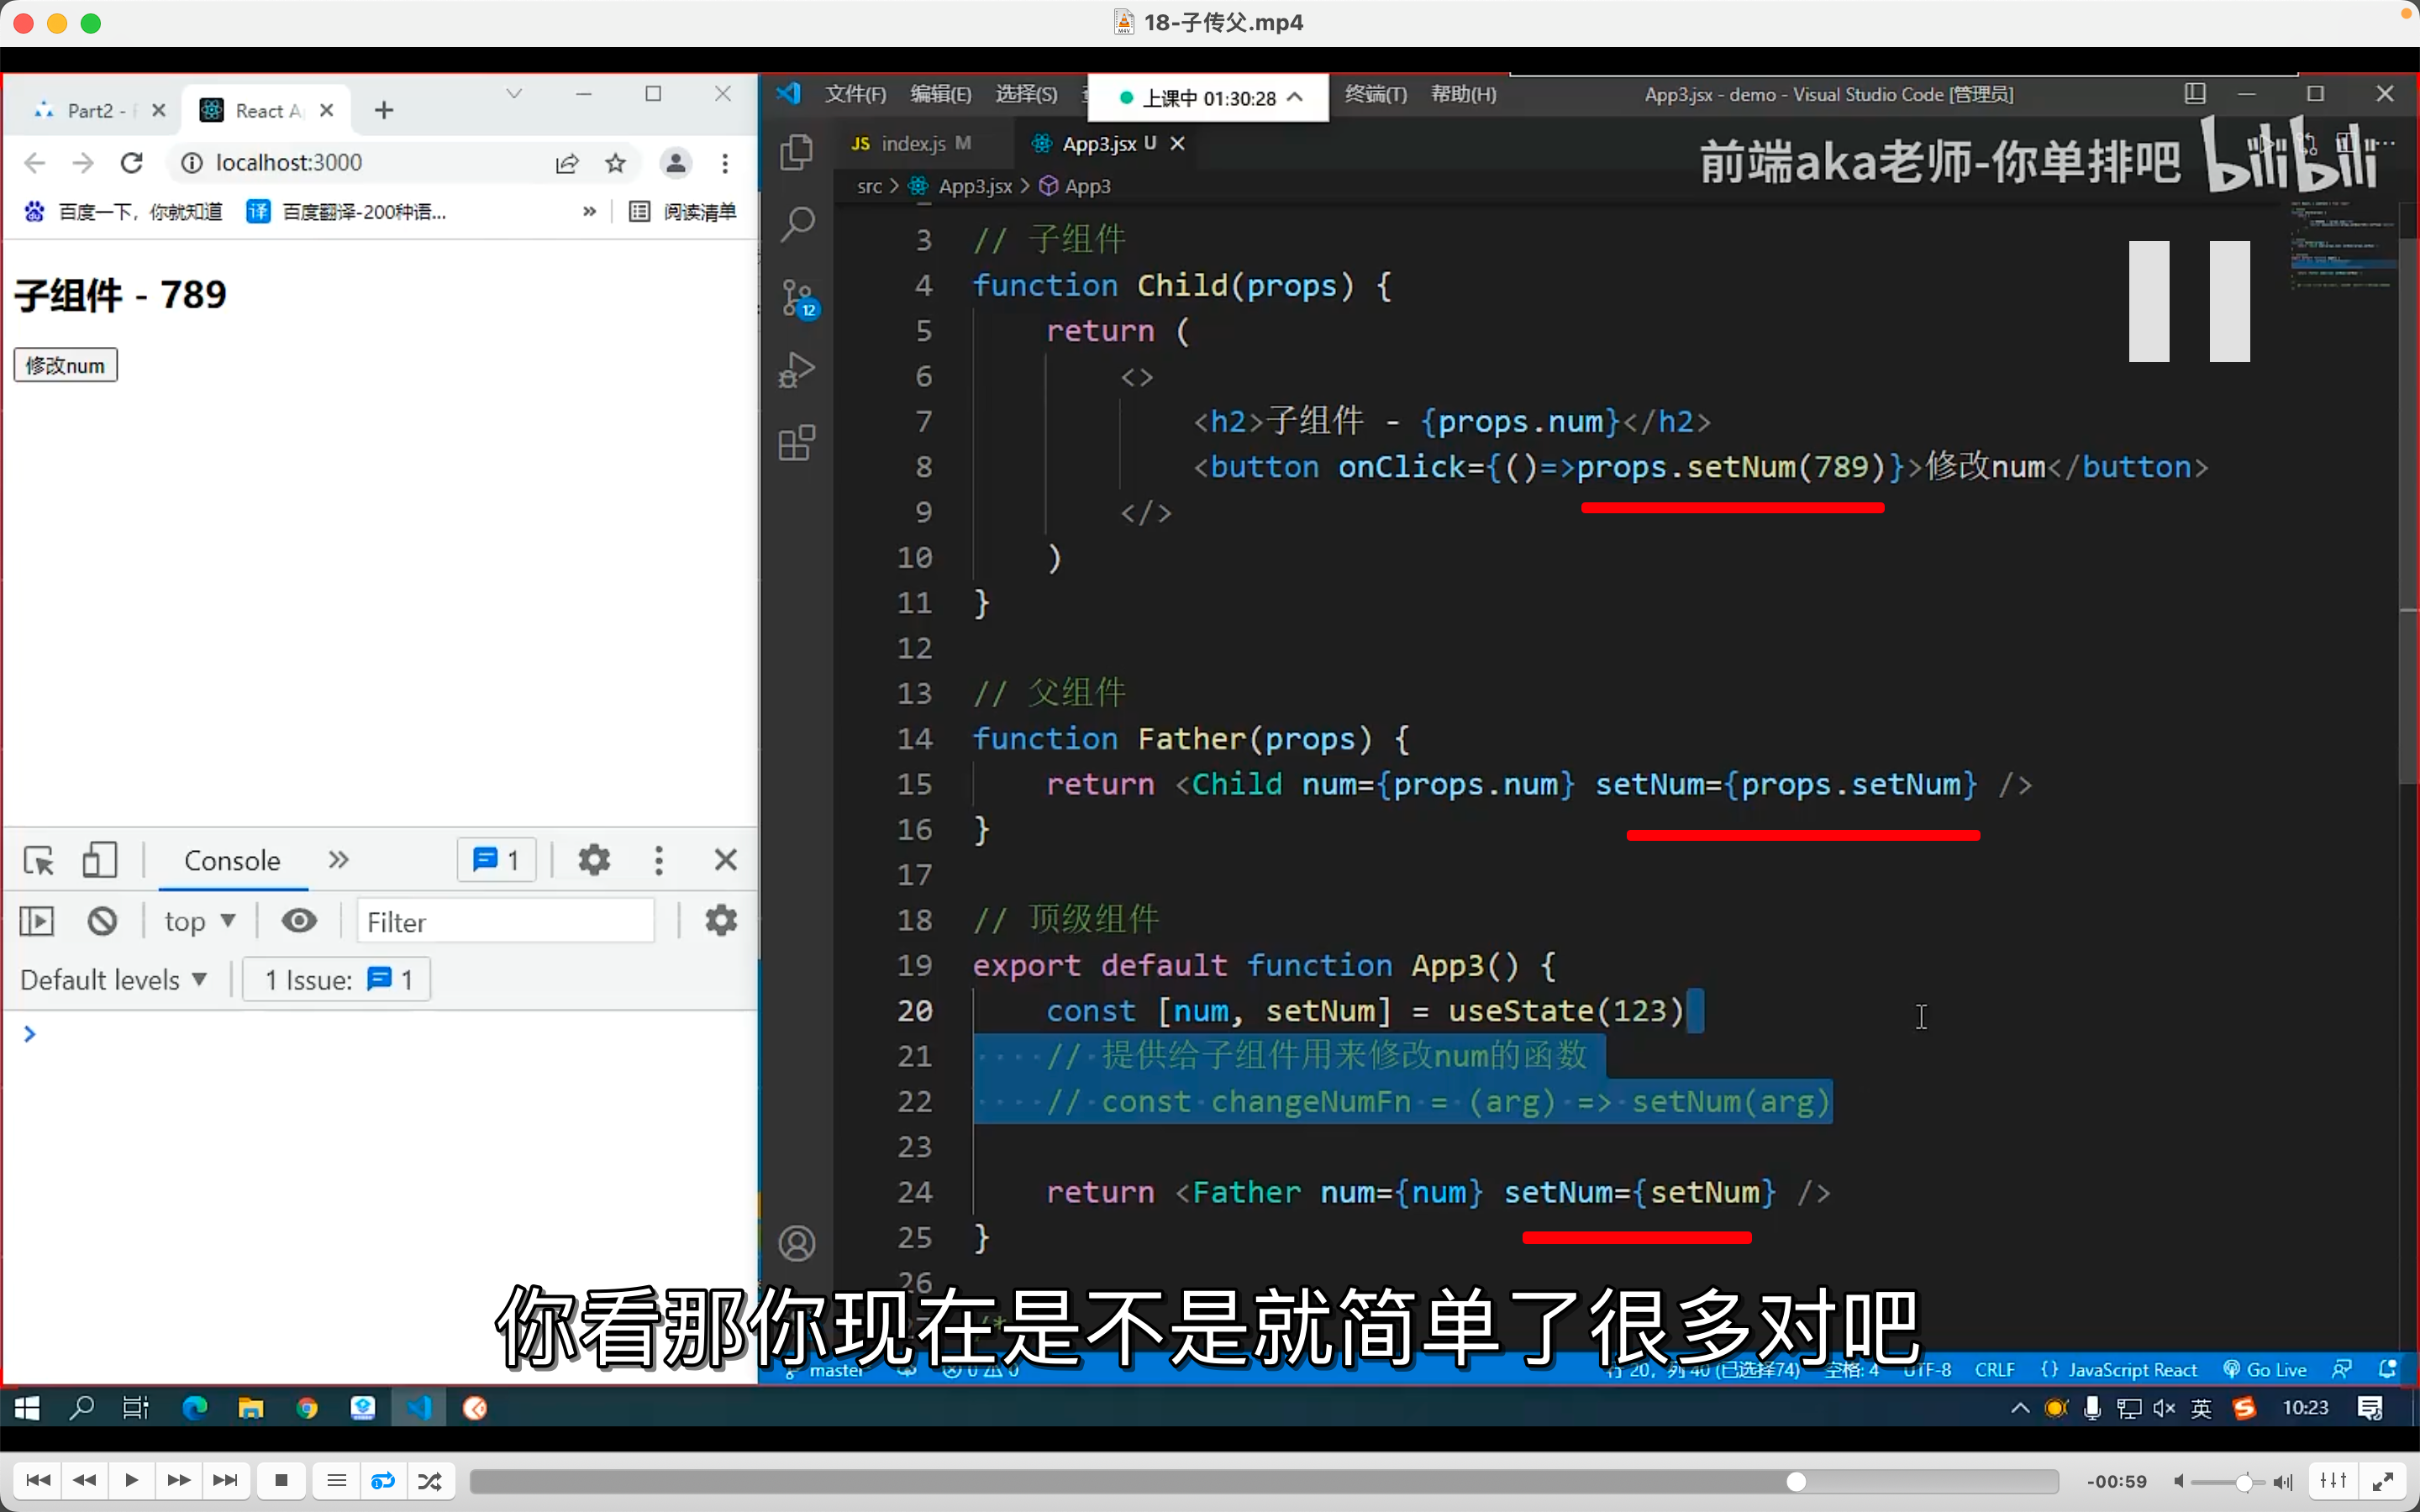 18-子传父.mp4
Part2 -
React A
localhost:3000
百度一下，你就知道
译
百度翻译-200种语...
»
阅读清单
子组件 - 789
修改num
Console
1
top
Filter
Default levels
1 Issue:
1
文件(F)
编辑(E)
选择(S)
上课中 01:30:28
终端(T)
帮助(H)
App3.jsx - demo - Visual Studio Code [管理员]
JS index.js M
App3.jsx U
前端aka老师-你单排吧
bilibili
src > App3.jsx > App3
12
3 // 子组件
4 function Child(props) {
5 return (
6 <>
7 <h2>子组件 - {props.num}</h2>
8 <button onClick={()=>props.setNum(789)}>修改num</button>
9 </>
10 )
11 }
12
13 // 父组件
14 function Father(props) {
15 return <Child num={props.num} setNum={props.setNum} />
16 }
17
18 // 顶级组件
19 export default function App3() {
20 const [num, setNum] = useState(123)
21 // 提供给子组件用来修改num的函数
22 // const changeNumFn = (arg) => setNum(arg)
23
24 return <Father num={num} setNum={setNum} />
25 }
26
你看那你现在是不是就简单了很多对吧
master
0 0
行 20，列 40 (已选择74)
空格: 4
UTF-8
CRLF
{} JavaScript React
Go Live
英
10:23
-00:59